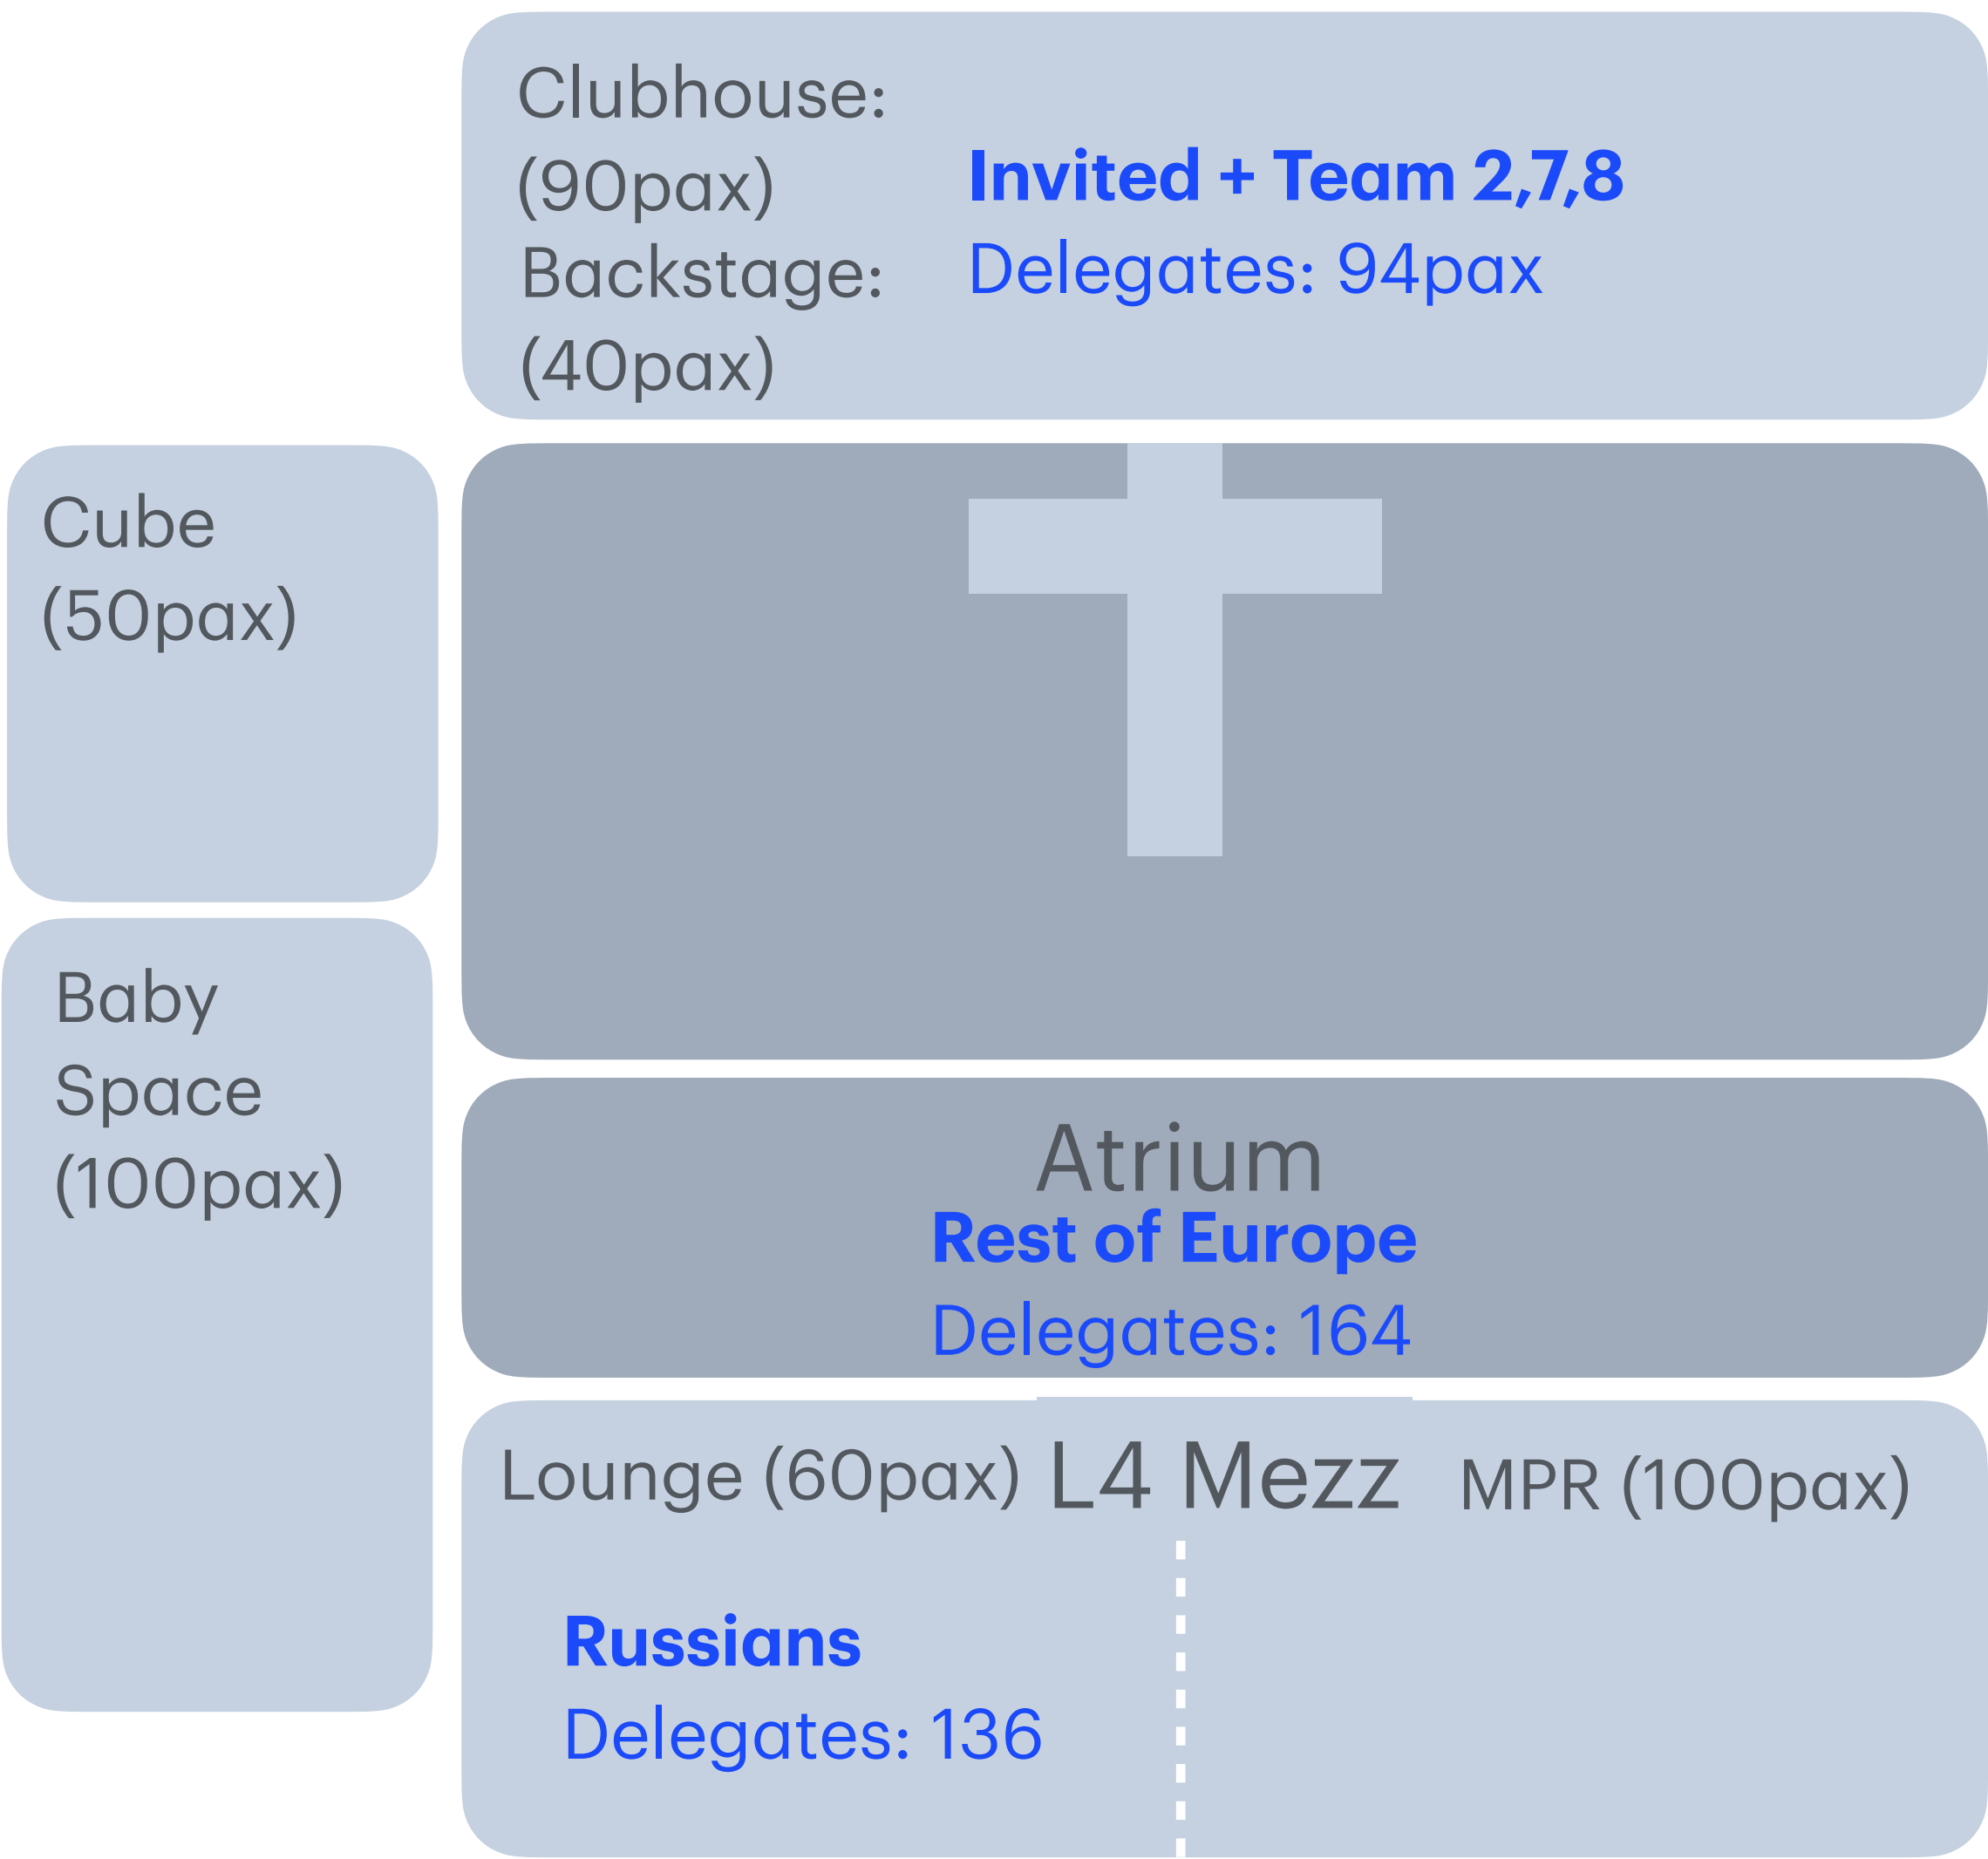 Clubhouse:
(90pax)
Backstage:
(40pax)
Invited + Team 2,7,8
Delegates: 94pax
Cube
(50pax)
Baby
Space
(100pax)
Atrium
Rest of Europe
Delegates: 164
Lounge (60pax)
L4 Mezz
MPR (100pax)
Russians
Delegates: 136